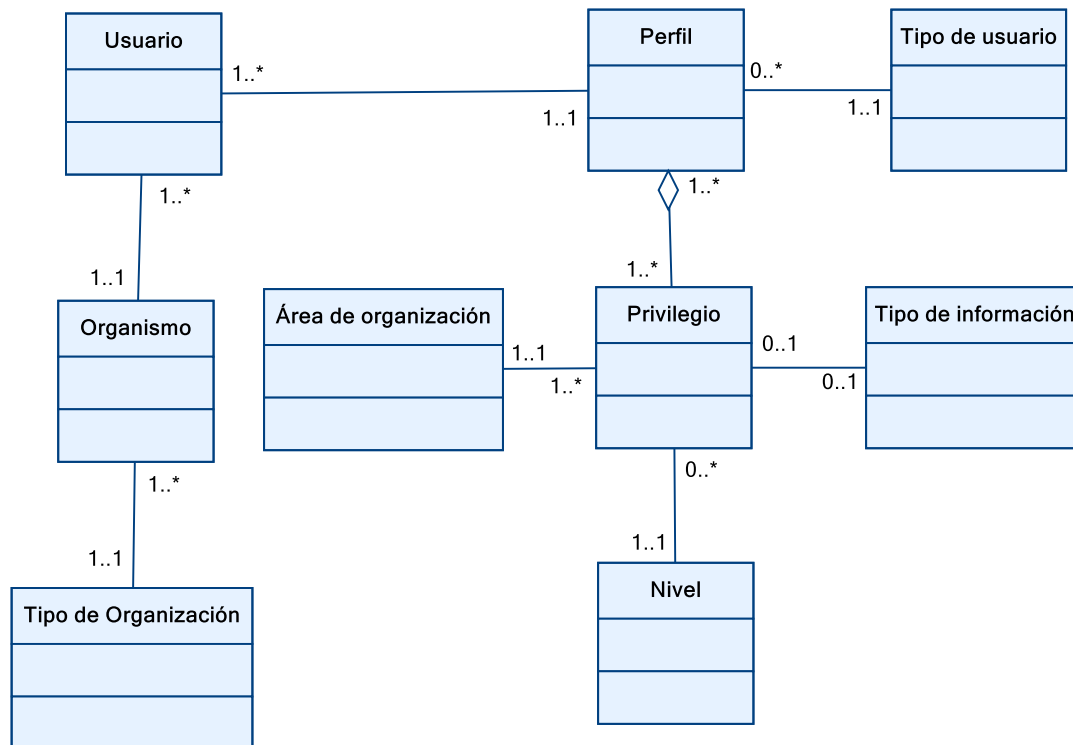 Usuario
Perfil
Tipo de usuario
1..*
0..*
1..1
1..1
1..*
1..*
1..1
1..*
Organismo
Área de organización
Privilegio
Tipo de información
1..1
0..1
1..*
0..1
1..*
0..*
1..1
1..1
Tipo de Organización
Nivel